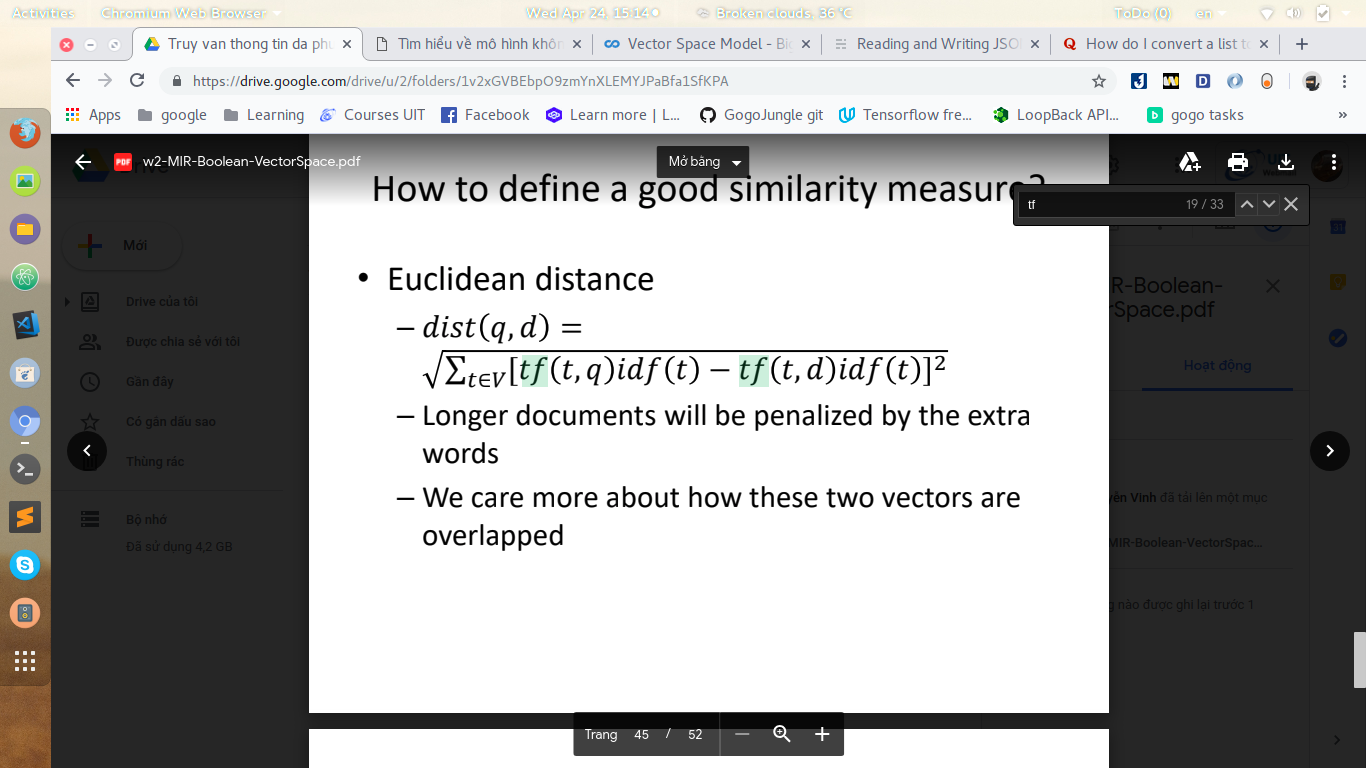 Activities Chromium Web Browser Wed Apr 24, 15:14 Broken clouds, 36 °C ToDo (0) en
Truy van thong tin da phu Tìm hiểu về mô hình khôn Vector Space Model - Bi Reading and Writing JSO How do I convert a list t
https://drive.google.com/drive/u/2/folders/1v2xGVBEbpO9zmYnXLEMYJPaBfa1SfKPA
Apps google Learning Courses UIT Facebook Learn more | L... GogoJungle git Tensorflow fre... LoopBack API... gogo tasks »
PDF w2-MIR-Boolean-VectorSpace.pdf Mở bằng
tf 19 / 33
How to define a good similarity measure?
• Euclidean distance
– dist(q, d) =
√∑t∈V[tf(t, q)idf(t) − tf(t, d)idf(t)]²
– Longer documents will be penalized by the extra
words
– We care more about how these two vectors are
overlapped
Mới
Drive của tôi
Được chia sẻ với tôi
Gần đây
Có gắn dấu sao
Thùng rác
Bộ nhớ
Đã sử dụng 4,2 GB
R-Boolean-
rSpace.pdf
Hoạt động
yễn Vinh đã tải lên một mục
MIR-Boolean-VectorSpac...
g nào được ghi lại trước 1
Trang 45 / 52